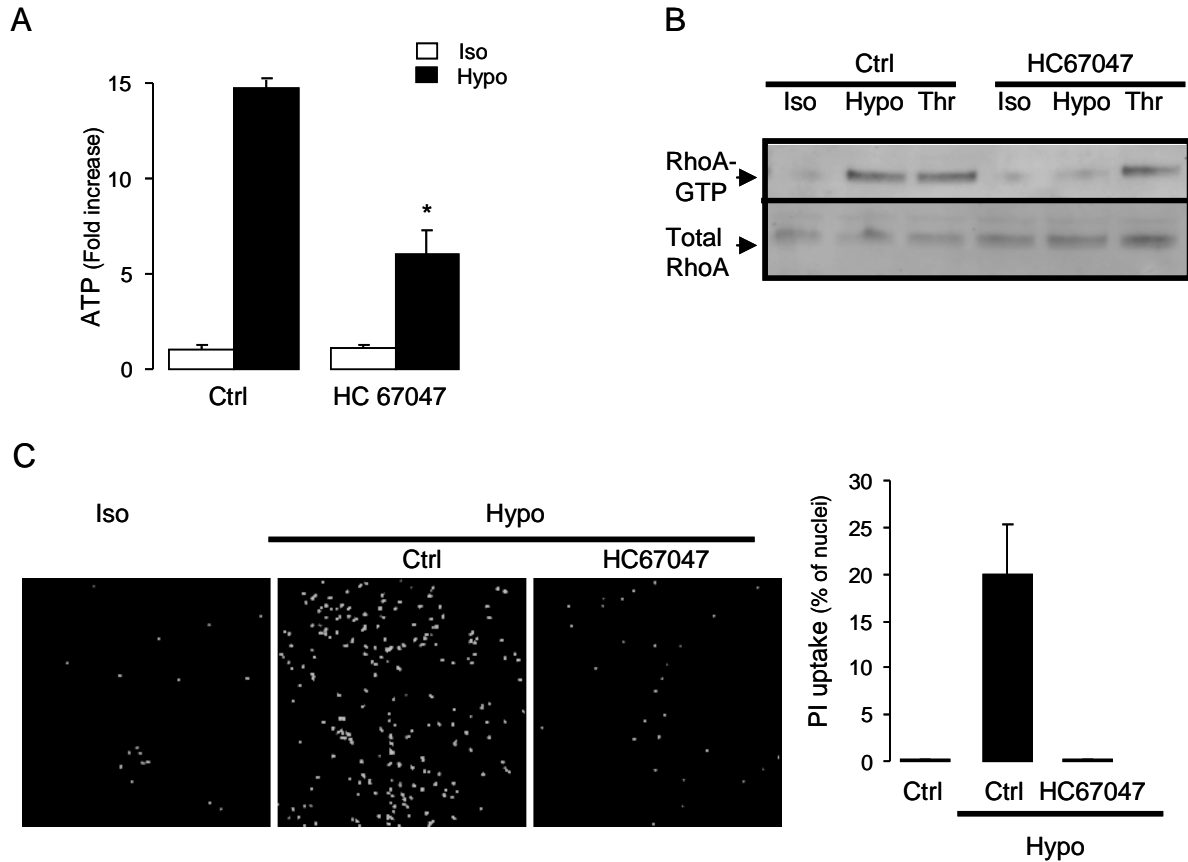 A
Iso
Hypo
ATP (Fold increase)
15
10
5
0
*
Ctrl
HC 67047
B
Ctrl HC67047
Iso Hypo Thr Iso Hypo Thr
RhoA-
GTP
Total
RhoA
C
Iso Hypo
Ctrl HC67047
PI uptake (% of nuclei)
30
25
20
15
10
5
0
Ctrl Ctrl HC67047
Hypo